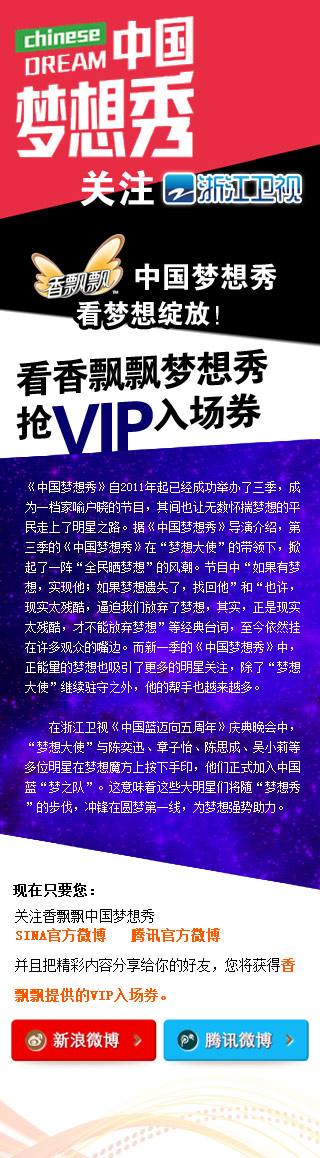 chinese
DREAM 中国
梦想秀
关注 浙江卫视
香飘飘™ 中国梦想秀
看梦想绽放！
看香飘飘梦想秀
抢VIP入场券
《中国梦想秀》自2011年起已经成功举办了三季，成
为一档家喻户晓的节目，其间也让无数怀揣梦想的平
民走上了明星之路。据《中国梦想秀》导演介绍，第
三季的《中国梦想秀》在“梦想大使”的带领下，掀
起了一阵“全民晒梦想”的风潮。节目中“如果有梦
想，实现他；如果梦想遗失了，找回他”和“也许，
现实太残酷，逼迫我们放弃了梦想，其实，正是现实
太残酷，才不能放弃梦想”等经典台词，至今依然挂
在许多观众的嘴边。而新一季的《中国梦想秀》中，
正能量的梦想也吸引了更多的明星关注，除了“梦想
大使”继续驻守之外，他的帮手也越来越多。
在浙江卫视《中国蓝迈向五周年》庆典晚会中，
“梦想大使”与陈奕迅、章子怡、陈思成、吴小莉等
多位明星在梦想魔方上按下手印，他们正式加入中国
蓝“梦之队”。这意味着这些大明星们将随“梦想秀
”的步伐，冲锋在圆梦第一线，为梦想强势助力。
现在只要您：
关注香飘飘中国梦想秀
SINA官方微博 腾讯官方微博
并且把精彩内容分享给你的好友，您将获得香
飘飘提供的VIP入场券。
新浪微博 腾讯微博